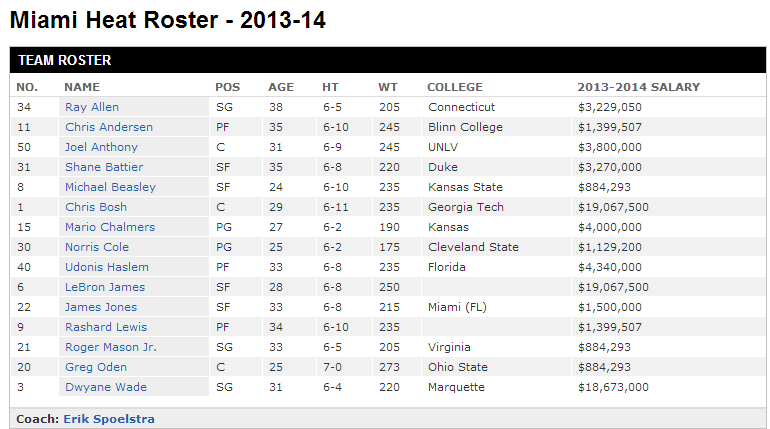 Miami Heat Roster - 2013-14
TEAM ROSTER
NO. NAME POS AGE HT WT COLLEGE 2013-2014 SALARY
34 Ray Allen SG 38 6-5 205 Connecticut $3,229,050
11 Chris Andersen PF 35 6-10 245 Blinn College $1,399,507
50 Joel Anthony C 31 6-9 245 UNLV $3,800,000
31 Shane Battier SF 35 6-8 220 Duke $3,270,000
8 Michael Beasley SF 24 6-10 235 Kansas State $884,293
1 Chris Bosh C 29 6-11 235 Georgia Tech $19,067,500
15 Mario Chalmers PG 27 6-2 190 Kansas $4,000,000
30 Norris Cole PG 25 6-2 175 Cleveland State $1,129,200
40 Udonis Haslem PF 33 6-8 235 Florida $4,340,000
6 LeBron James SF 28 6-8 250 $19,067,500
22 James Jones SF 33 6-8 215 Miami (FL) $1,500,000
9 Rashard Lewis PF 34 6-10 235 $1,399,507
21 Roger Mason Jr. SG 33 6-5 205 Virginia $884,293
20 Greg Oden C 25 7-0 273 Ohio State $884,293
3 Dwyane Wade SG 31 6-4 220 Marquette $18,673,000
Coach: Erik Spoelstra